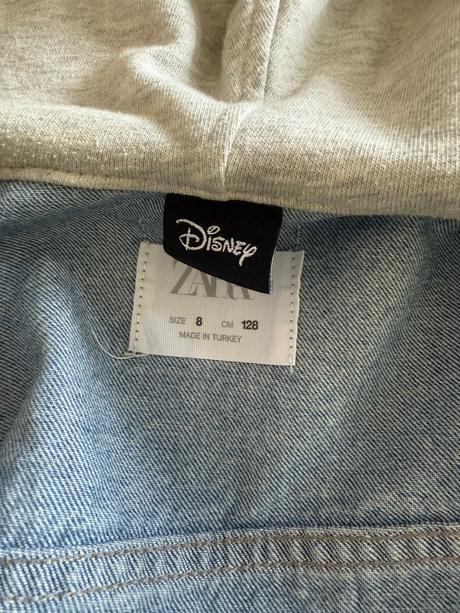 Disney
ZARA
SIZE 8 CM 128
MADE IN TURKEY